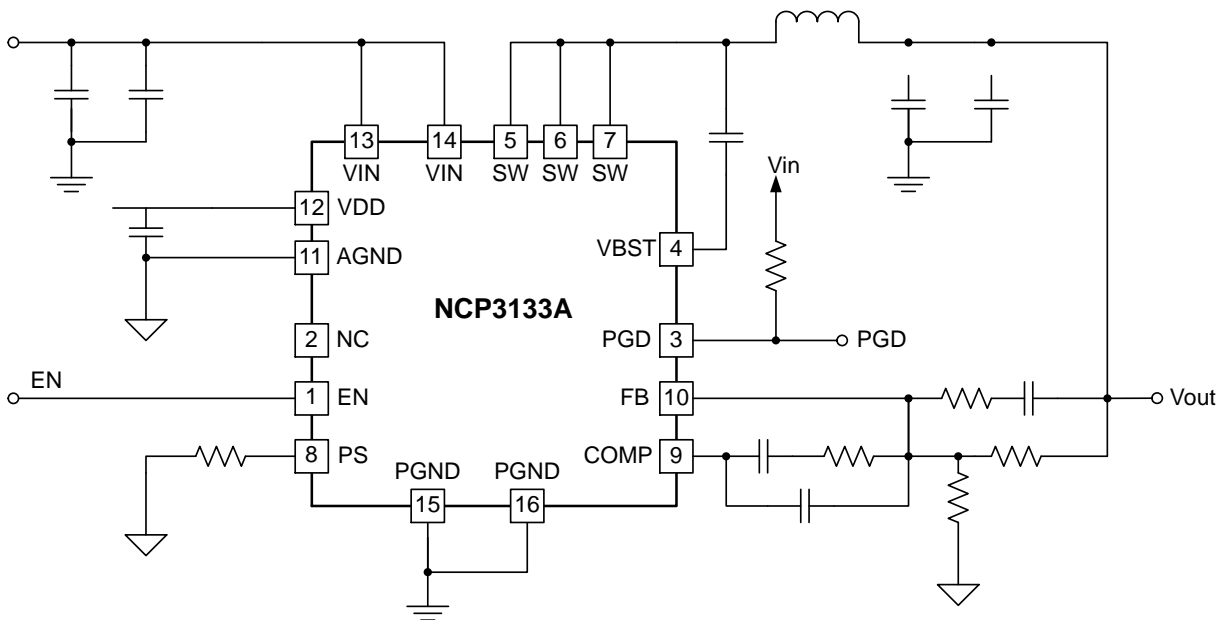 13
14
5
6
7
VIN
VIN
SW
SW
SW
Vin
12
VDD
11
AGND
VBST
4
NCP3133A
2
NC
PGD
3
PGD
EN
1
EN
FB
10
Vout
8
PS
COMP
9
PGND
PGND
15
16